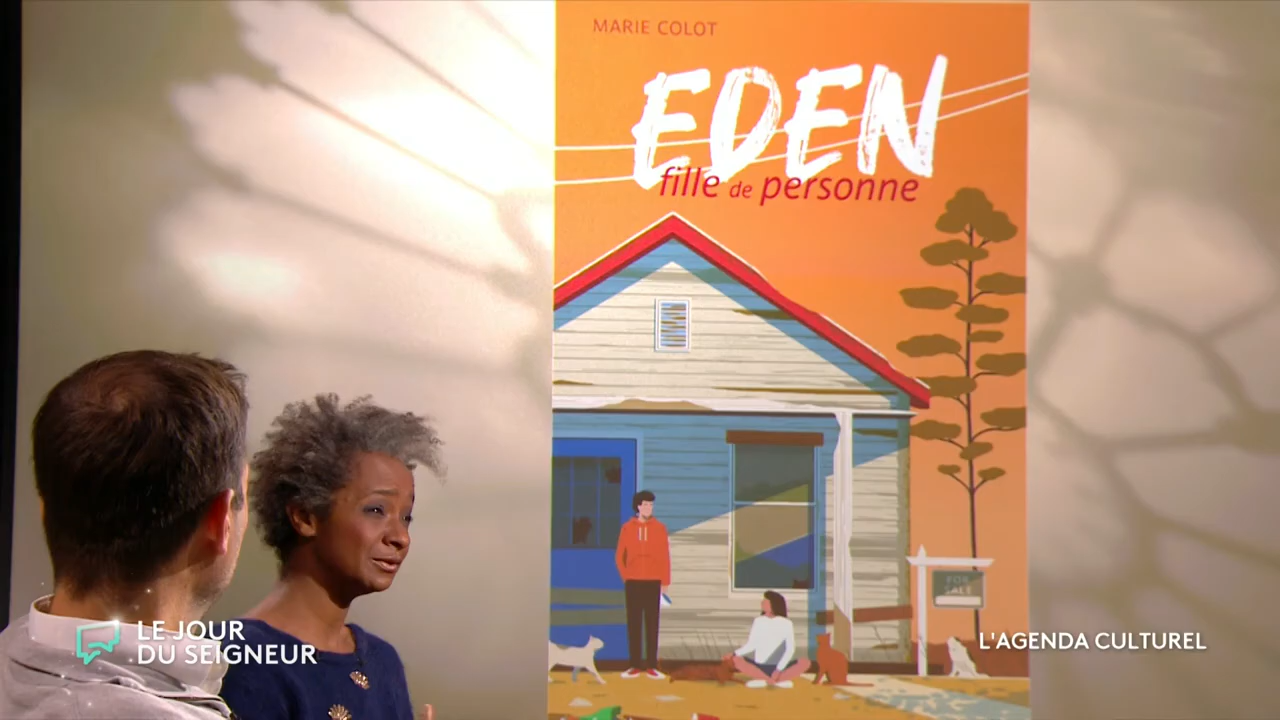 MARIE COLOT
EDEN
fille de personne
FOR
SALE
LE JOUR
DU SEIGNEUR
L'AGENDA CULTUREL